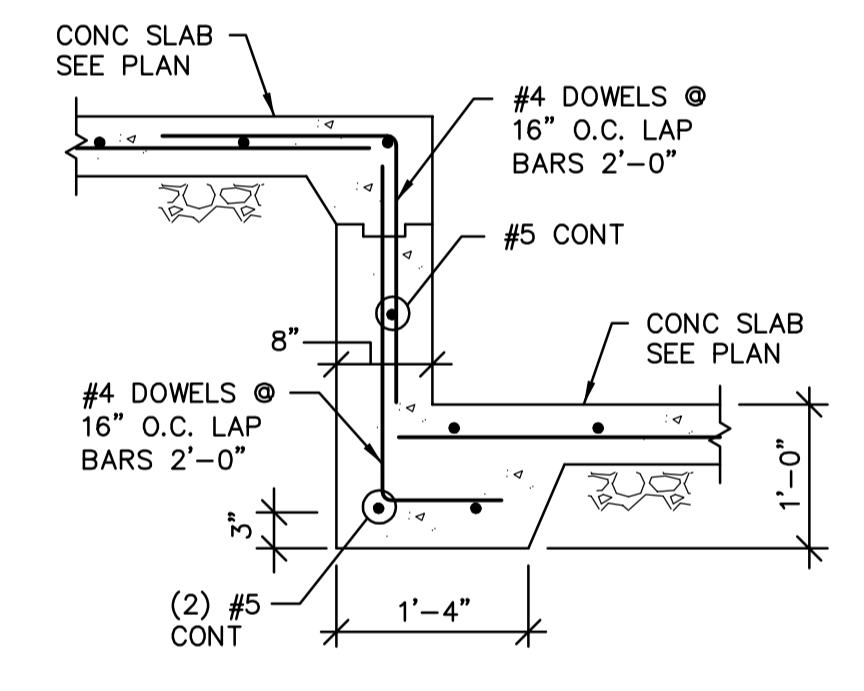 CONC SLAB
SEE PLAN
#4 DOWELS @
16" O.C. LAP
BARS 2'-0"
#5 CONT
CONC SLAB
SEE PLAN
8"
#4 DOWELS @
16" O.C. LAP
BARS 2'-0"
1'-0"
3"
(2) #5
CONT
1'-4"